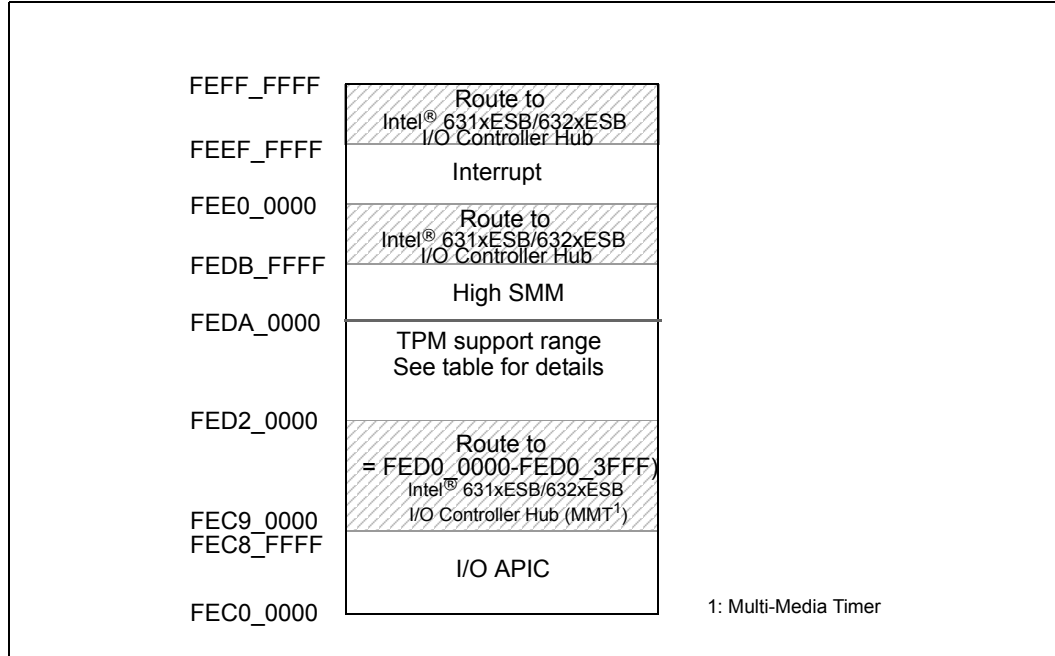 FEFF_FFFF
Route to
Intel® 631xESB/632xESB
I/O Controller Hub
FEEF_FFFF
Interrupt
FEE0_0000
Route to
Intel® 631xESB/632xESB
I/O Controller Hub
FEDB_FFFF
High SMM
FEDA_0000
TPM support range
See table for details
FED2_0000
Route to
= FED0_0000-FED0_3FFF)
Intel® 631xESB/632xESB
I/O Controller Hub (MMT¹)
FEC9_0000
FEC8_FFFF
I/O APIC
FEC0_0000
1: Multi-Media Timer